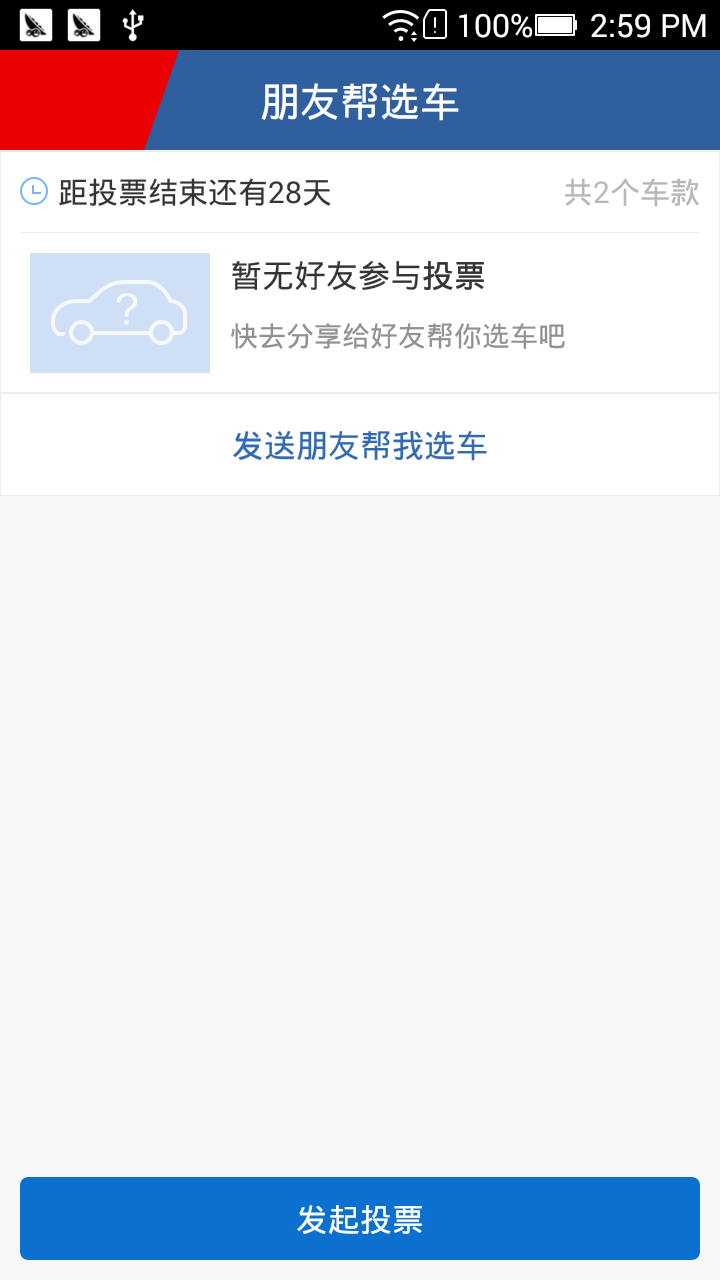 100% 2:59 PM
朋友帮选车
距投票结束还有28天 共2个车款
?
暂无好友参与投票
快去分享给好友帮你选车吧
发送朋友帮我选车
发起投票